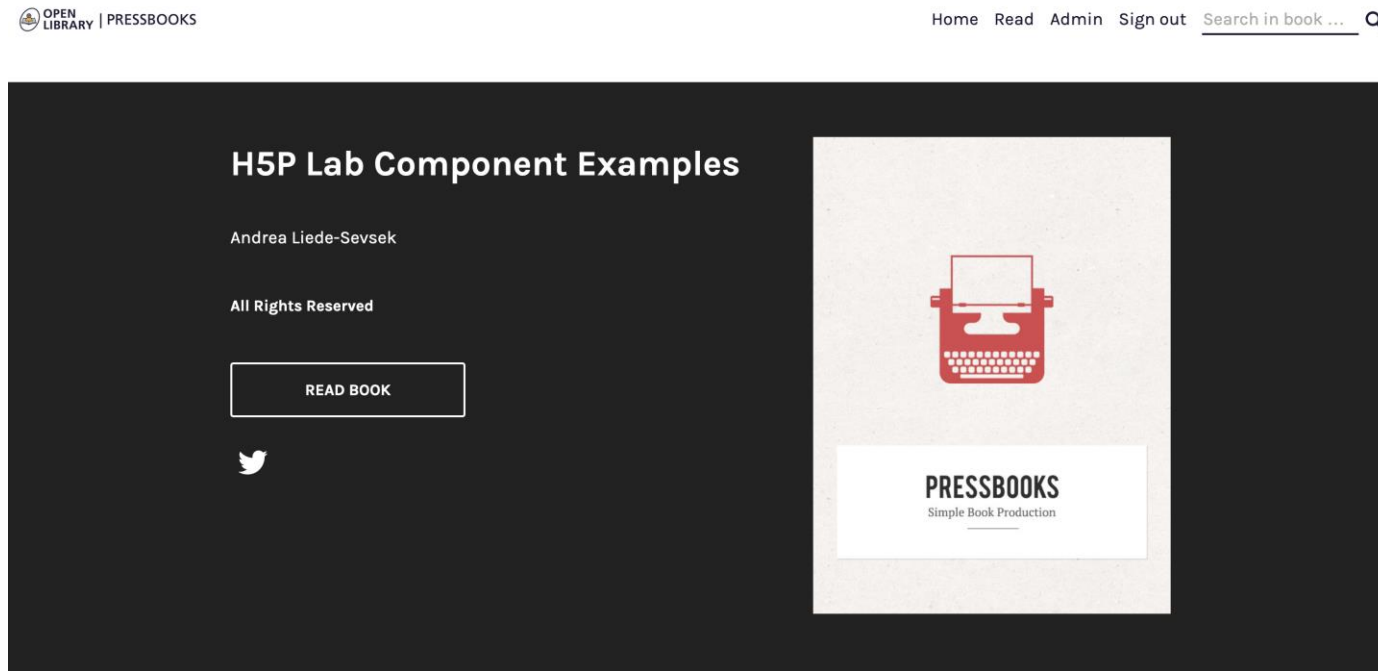 OPEN
LIBRARY | PRESSBOOKS
Home Read Admin Sign out Search in book ...
H5P Lab Component Examples
Andrea Liede-Sevsek
All Rights Reserved
READ BOOK
PRESSBOOKS
Simple Book Production